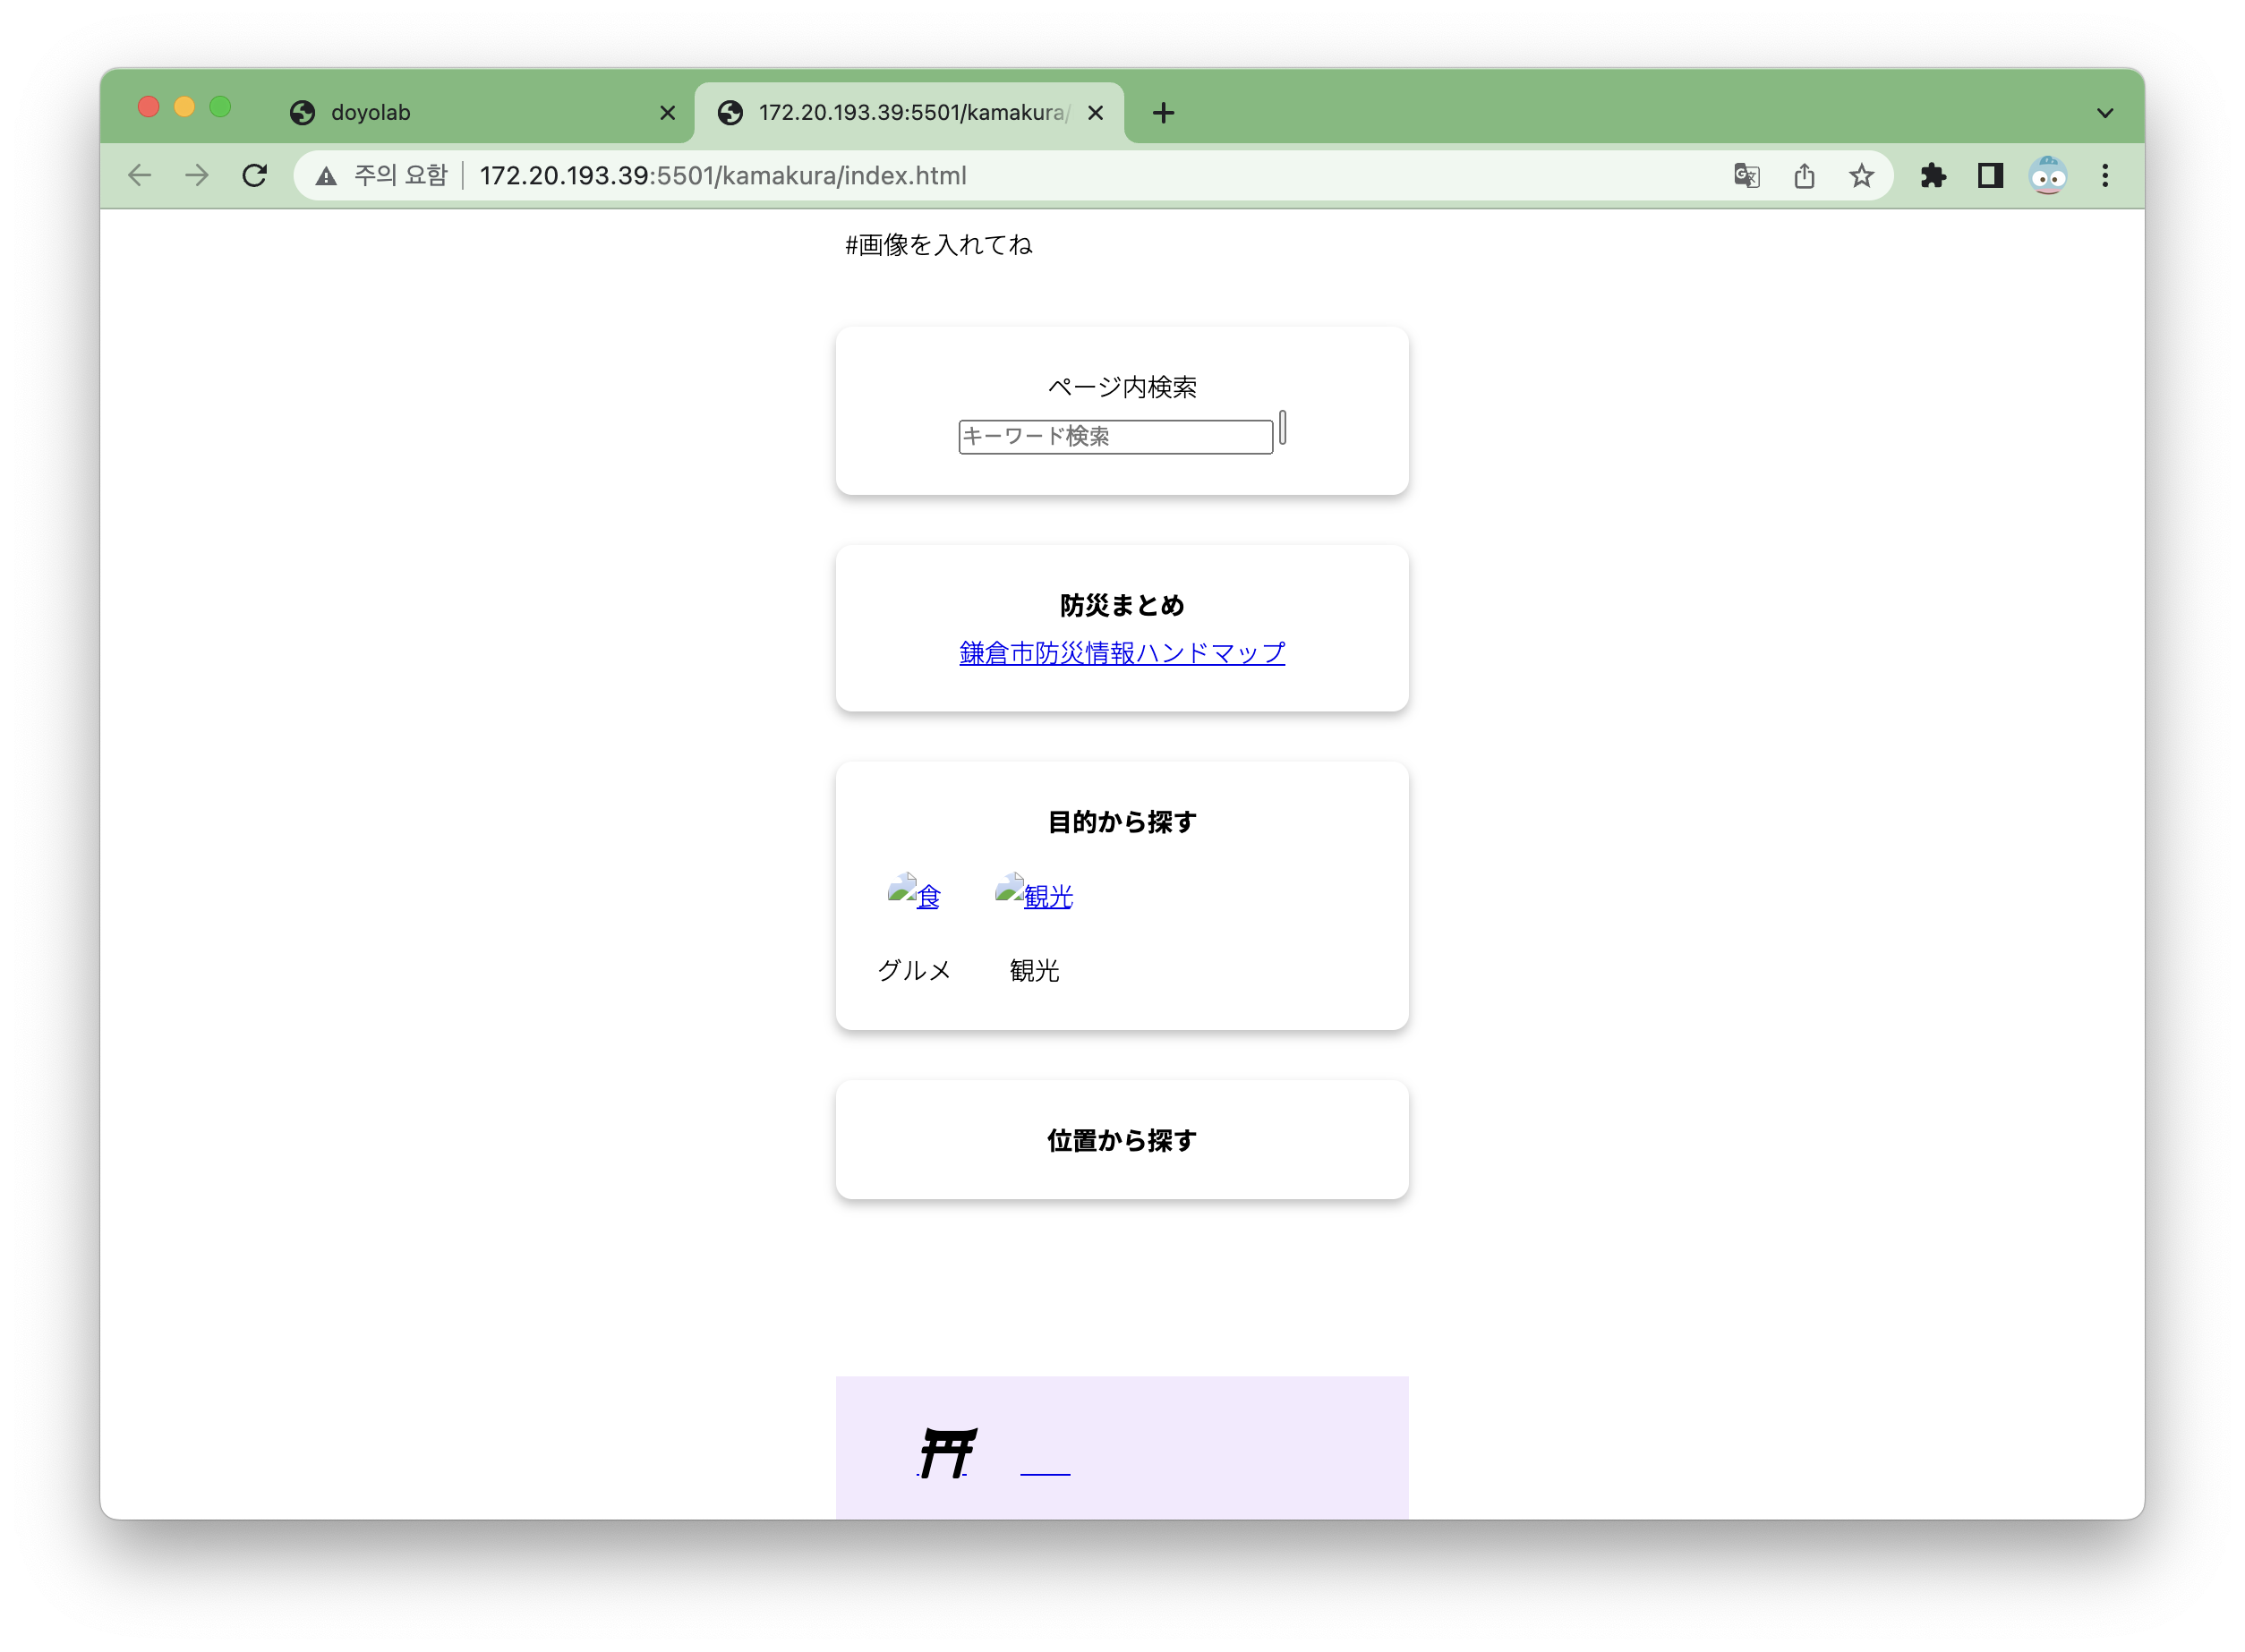 doyolab
172.20.193.39:5501/kamakura/
주의 요함
172.20.193.39:5501/kamakura/index.html
#画像を入れてね
ページ内検索
キーワード検索
防災まとめ
鎌倉市防災情報ハンドマップ
目的から探す
食 観光
グルメ 観光
位置から探す